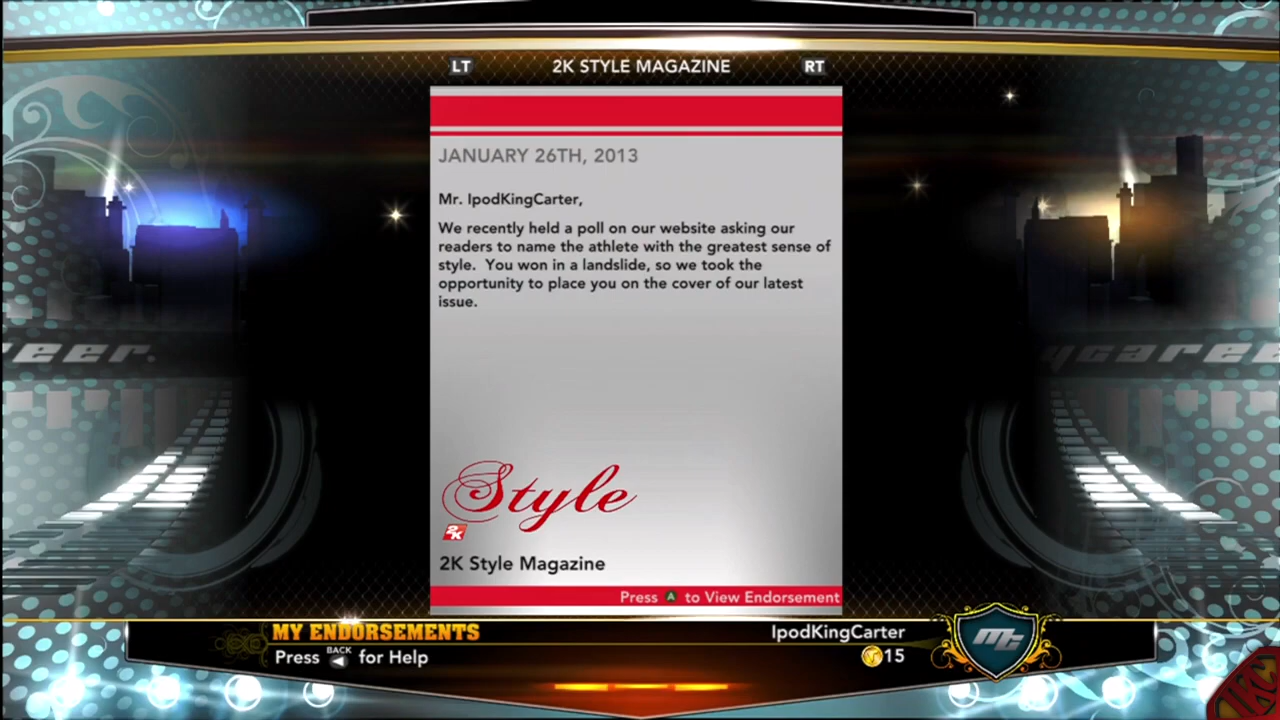 LT 2K STYLE MAGAZINE RT
JANUARY 26TH, 2013
Mr. IpodKingCarter,
We recently held a poll on our website asking our
readers to name the athlete with the greatest sense of
style.  You won in a landslide, so we took the
opportunity to place you on the cover of our latest
issue.
eer.
ycaree
Style
2K
2K Style Magazine
Press A to View Endorsement
MY ENDORSEMENTS
Press BACK for Help
IpodKingCarter
15
MC